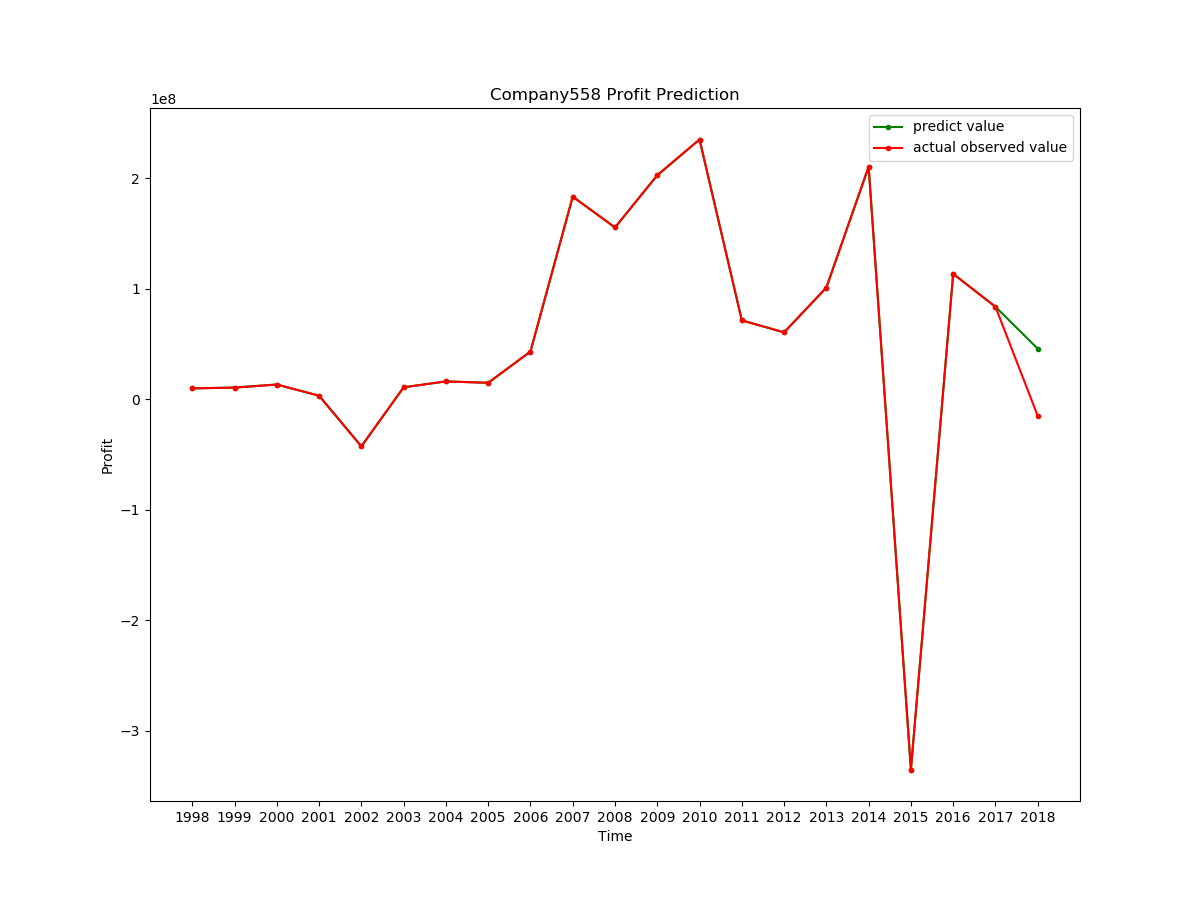 Company558 Profit Prediction
1e8
predict value
actual observed value
2
1
0
−1
−2
−3
Profit
1998 1999 2000 2001 2002 2003 2004 2005 2006 2007 2008 2009 2010 2011 2012 2013 2014 2015 2016 2017 2018
Time